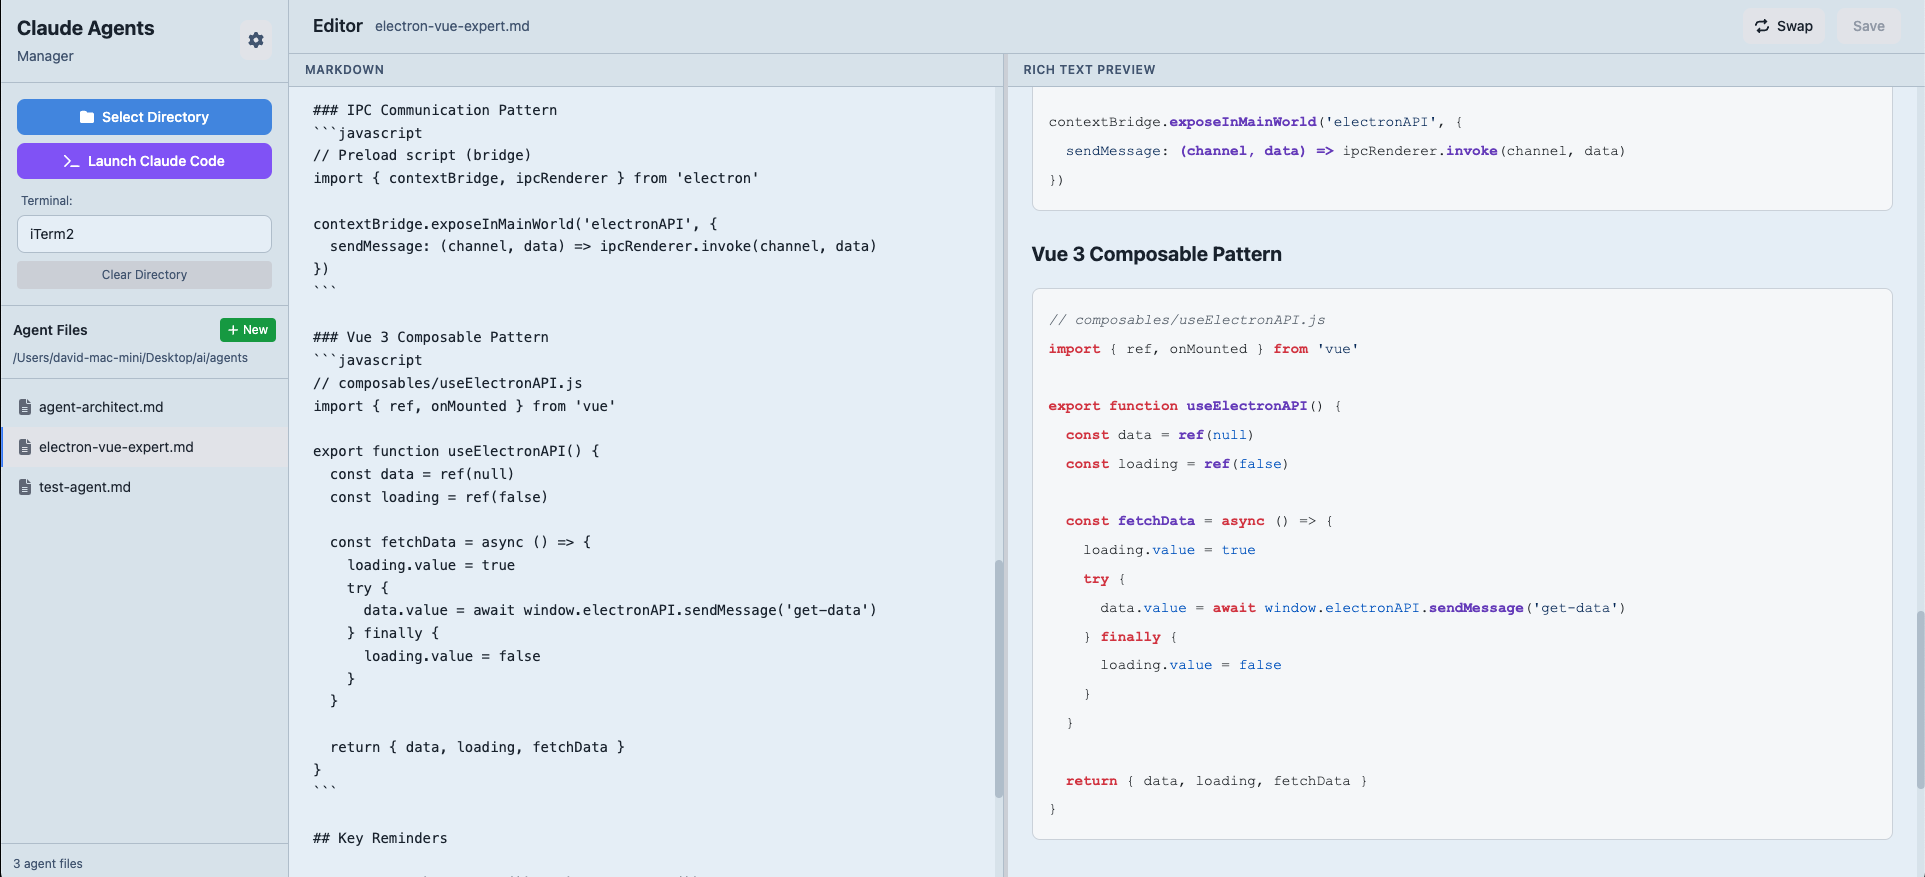 Claude Agents
Manager
Select Directory
Launch Claude Code
Terminal:
iTerm2
Clear Directory
Agent Files
+ New
/Users/david-mac-mini/Desktop/ai/agents
agent-architect.md
electron-vue-expert.md
test-agent.md
3 agent files
Editor electron-vue-expert.md
Swap
Save
MARKDOWN
### IPC Communication Pattern
```javascript
// Preload script (bridge)
import { contextBridge, ipcRenderer } from 'electron'

contextBridge.exposeInMainWorld('electronAPI', {
  sendMessage: (channel, data) => ipcRenderer.invoke(channel, data)
})
```

### Vue 3 Composable Pattern
```javascript
// composables/useElectronAPI.js
import { ref, onMounted } from 'vue'

export function useElectronAPI() {
  const data = ref(null)
  const loading = ref(false)

  const fetchData = async () => {
    loading.value = true
    try {
      data.value = await window.electronAPI.sendMessage('get-data')
    } finally {
      loading.value = false
    }
  }

  return { data, loading, fetchData }
}
```

## Key Reminders
RICH TEXT PREVIEW
contextBridge.exposeInMainWorld('electronAPI', {
  sendMessage: (channel, data) => ipcRenderer.invoke(channel, data)
})
Vue 3 Composable Pattern
// composables/useElectronAPI.js
import { ref, onMounted } from 'vue'

export function useElectronAPI() {
  const data = ref(null)
  const loading = ref(false)

  const fetchData = async () => {
    loading.value = true
    try {
      data.value = await window.electronAPI.sendMessage('get-data')
    } finally {
      loading.value = false
    }
  }

  return { data, loading, fetchData }
}